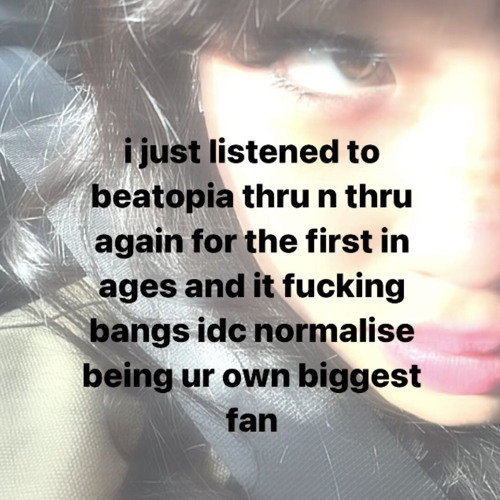 i just listened to
beatopia thru n thru
again for the first in
ages and it fucking
bangs idc normalise
being ur own biggest
fan